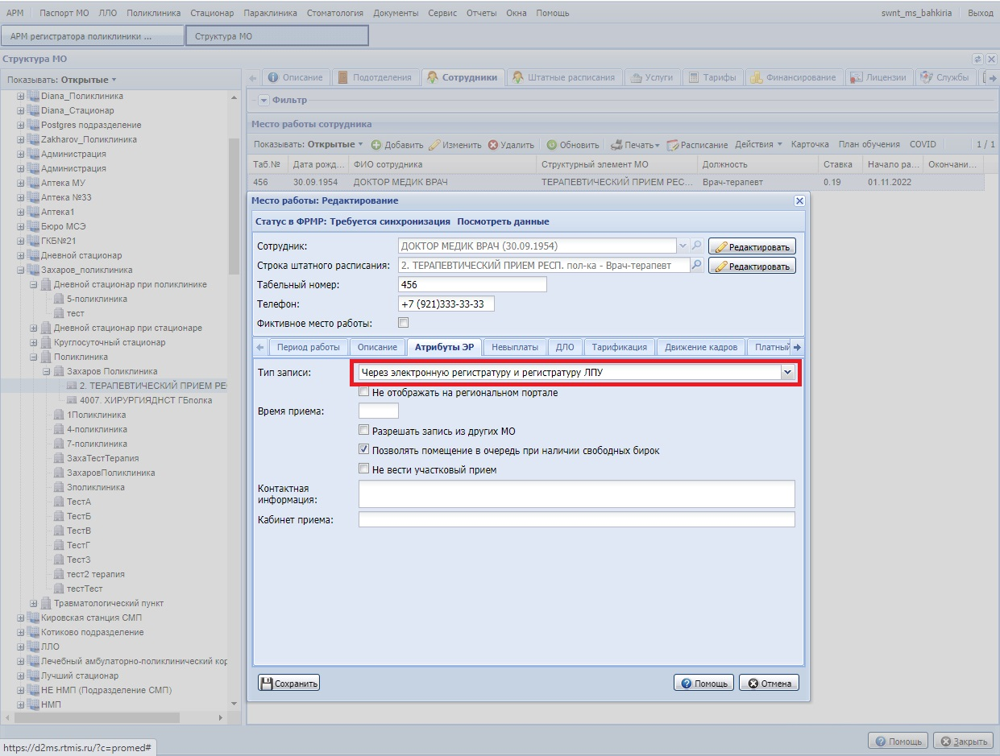 АРМ Паспорт МО ЛЛО Поликлиника Стационар Параклиника Стоматология Документы Сервис Отчеты Окна Помощь swnt_ms_bahkiria Выход
АРМ регистратора поликлиники ... Структура МО
Структура МО
Показывать: Открытые
Описание Подотделения Сотрудники Штатные расписания Услуги Тарифы Финансирование Лицензии Службы
Diana_Поликлиника
Diana_Стационар
Postgres подразделение
Zakharov_Поликлиника
Администрация
Администрация
Аптека МУ
Аптека №33
Аптека1
Бюро МСЭ
ГКБ№21
Дневной стационар
Захаров_поликлиника
Дневной стационар при поликлинике
5-поликлиника
тест
Дневной стационар при стационаре
Круглосуточный стационар
Поликлиника
Захаров Поликлиника
2. ТЕРАПЕВТИЧЕСКИЙ ПРИЕМ РЕ
4007. ХИРУРГИЯДНСТ ГБполка
1Поликлиника
4-поликлиника
7-поликлиника
ЗахаТестТерапия
ЗахаровПоликлиника
Зполиклиника
ТестА
ТестБ
ТестВ
ТестГ
ТестЗ
тест2 терапия
тестТест
Травматологический пункт
Кировская станция СМП
Котиково подразделение
ЛЛО
Лечебный амбулаторно-поликлинический кор
Лучший стационар
НЕ НМП (Подразделение СМП)
НМП
Фильтр
Место работы сотрудника
Показывать: Открытые Добавить Изменить Удалить Обновить Печать Расписание Действия Карточка План обучения COVID 1 / 1
Таб.№ Дата рожд... ФИО сотрудника Структурный элемент МО Должность Ставка Начало ра... Окончани...
456 30.09.1954 ДОКТОР МЕДИК ВРАЧ ТЕРАПЕВТИЧЕСКИЙ ПРИЕМ РЕС... Врач-терапевт 0.19 01.11.2022
Место работы: Редактирование
Статус в ФРМР: Требуется синхронизация Посмотреть данные
Сотрудник: ДОКТОР МЕДИК ВРАЧ (30.09.1954) Редактировать
Строка штатного расписания: 2. ТЕРАПЕВТИЧЕСКИЙ ПРИЕМ РЕСП. пол-ка - Врач-терапевт Редактировать
Табельный номер: 456
Телефон: +7 (921)333-33-33
Фиктивное место работы:
Период работы Описание Атрибуты ЭР Невыплаты ДЛО Тарификация Движение кадров Платный
Тип записи: Через электронную регистратуру и регистратуру ЛПУ
Не отображать на региональном портале
Время приема:
Разрешать запись из других МО
Позволять помещение в очередь при наличии свободных бирок
Не вести участковый прием
Контактная
информация:
Кабинет приема:
Сохранить Помощь Отмена
Помощь Закрыть
https://d2ms.rtmis.ru/?c=promed#